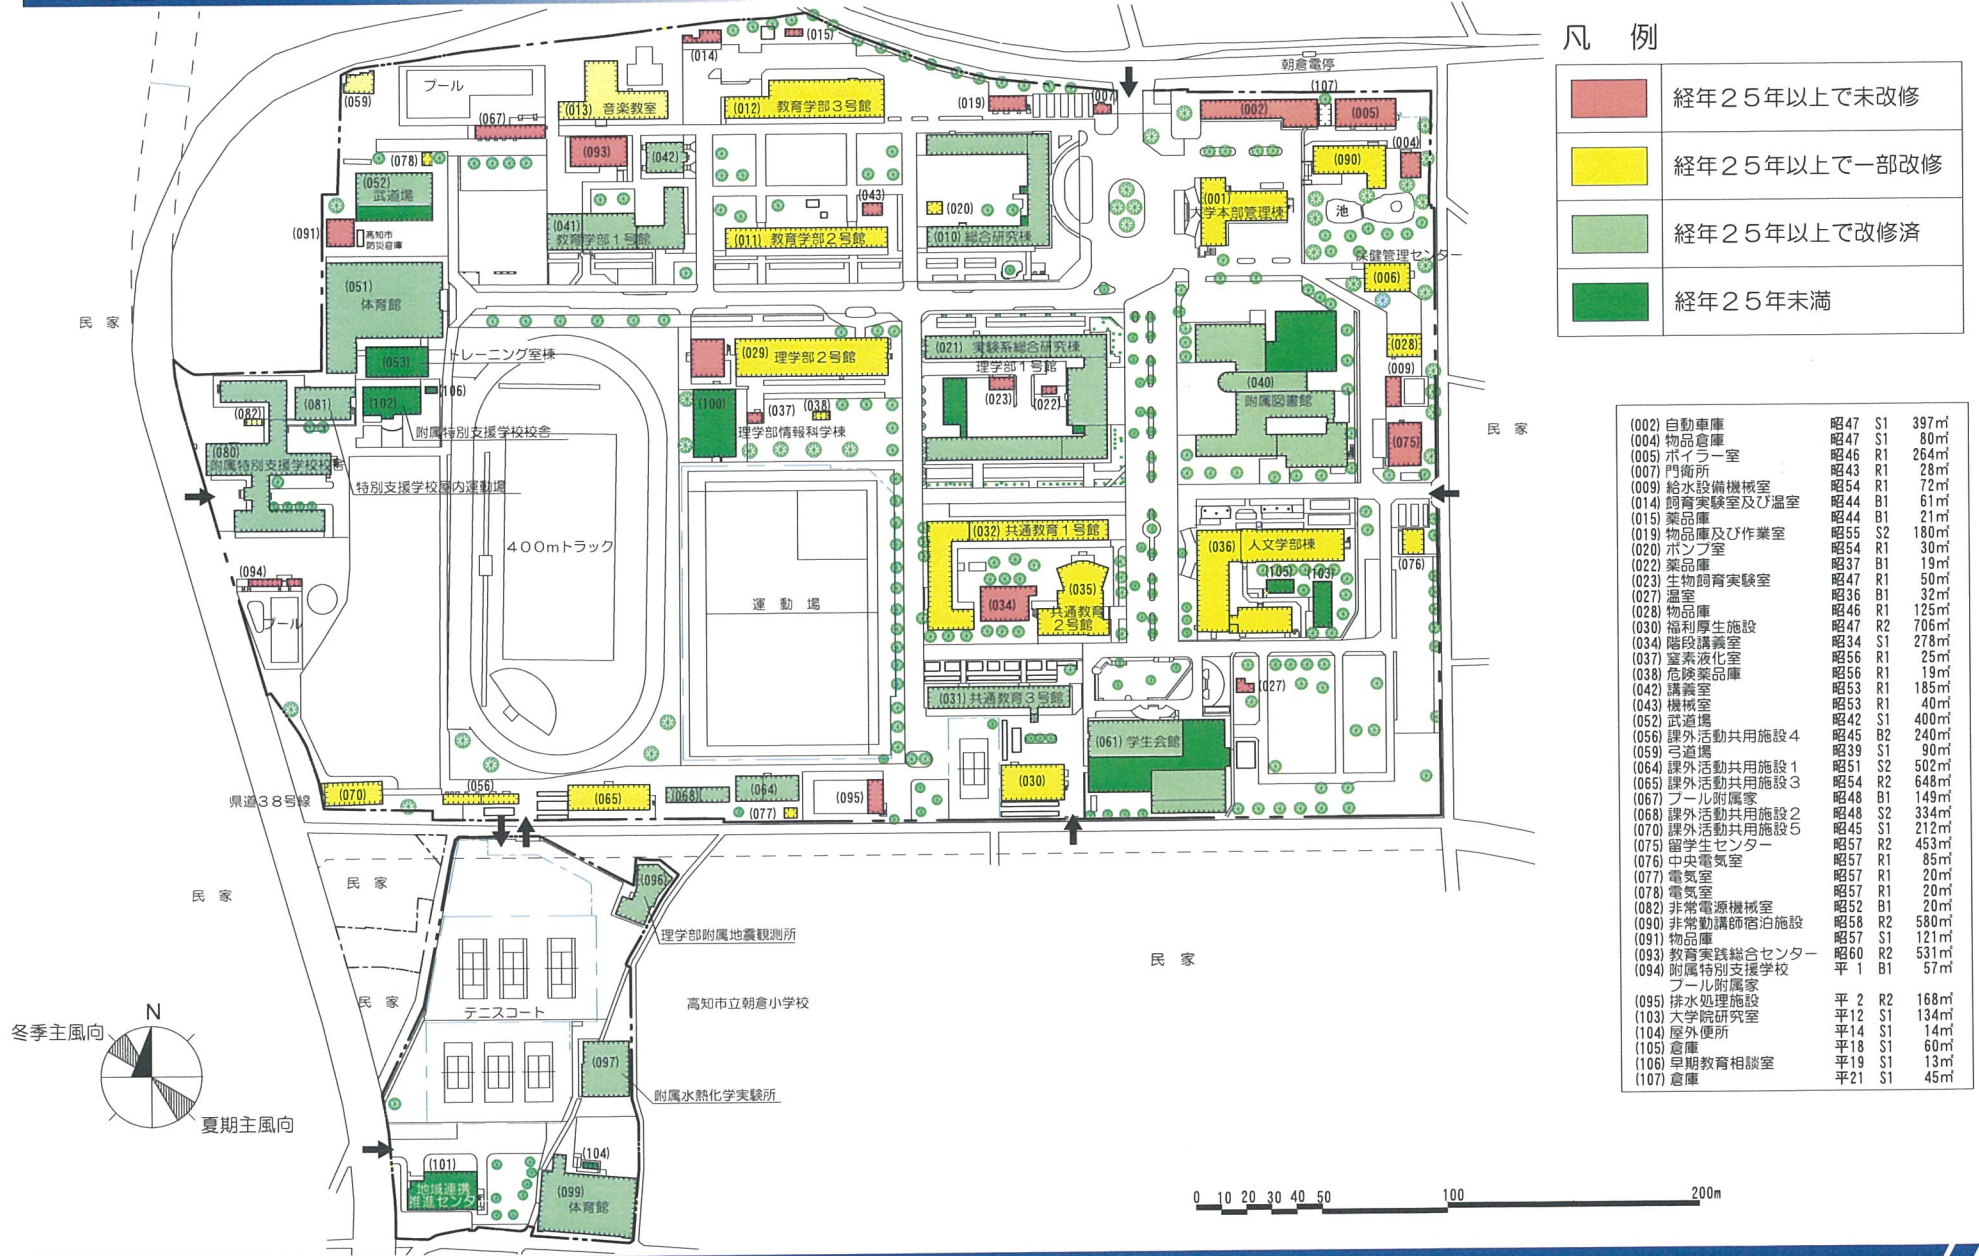 凡 例
経年25年以上で未改修
経年25年以上で一部改修
経年25年以上で改修済
経年25年未満
(014)
(015)
朝倉電停
(059)
プール
(013) 音楽教室
(012) 教育学部3号館
(019)
(007)
(002)
(107)
(005)
(067)
(093)
(042)
(078)
(090)
(004)
(052)
武道場
(043)
(020)
(001)
大学本部管理棟
池
(091)
高知市
防災倉庫
(041)
教育学部1号館
(011) 教育学部2号館
(010) 総合研究棟
保健管理センター
(006)
(051)
体育館
民 家
(053)
トレーニング室棟
(029) 理学部2号館
(021) 実験系総合研究棟
理学部1号館
(028)
(009)
(040)
附属図書館
(081)
(102)
(106)
(082)
(100)
(037)
(038)
(023)
(022)
附属特別支援学校校舎
理学部情報科学棟
(075)
民 家
(080)
附属特別支援学校校舎
特別支援学校屋内運動場
400mトラック
(032) 共通教育1号館
(036) 人文学部棟
(076)
(094)
(105)
(103)
プール
運 動 場
(034)
(035)
共通教育
2号館
(031) 共通教育3号館
(027)
(061) 学生会館
県道38号線
(070)
(056)
(065)
(068)
(064)
(077)
(095)
(030)
民 家
民 家
(096)
理学部附属地震観測所
民 家
民 家
テニスコート
高知市立朝倉小学校
(097)
附属水熱化学実験所
(101)
地域連携
推進センタ
(104)
(099)
体育館
N
冬季主風向
夏期主風向
0 10 20 30 40 50 100 200m
(002) 自動車庫 昭47 S1 397㎡
(004) 物品倉庫 昭47 S1 80㎡
(005) ボイラー室 昭46 R1 264㎡
(007) 門衛所 昭43 R1 28㎡
(009) 給水設備機械室 昭54 R1 72㎡
(014) 飼育実験室及び温室 昭44 B1 61㎡
(015) 薬品庫 昭44 B1 21㎡
(019) 物品庫及び作業室 昭55 S2 180㎡
(020) ポンプ室 昭54 R1 30㎡
(022) 薬品庫 昭37 B1 19㎡
(023) 生物飼育実験室 昭47 R1 50㎡
(027) 温室 昭36 B1 32㎡
(028) 物品庫 昭46 R1 125㎡
(030) 福利厚生施設 昭47 R2 706㎡
(034) 階段講義室 昭34 S1 278㎡
(037) 窒素液化室 昭56 R1 25㎡
(038) 危険薬品庫 昭56 R1 19㎡
(042) 講義室 昭53 R1 185㎡
(043) 機械室 昭53 R1 40㎡
(052) 武道場 昭42 S1 400㎡
(056) 課外活動共用施設4 昭45 B2 240㎡
(059) 弓道場 昭39 S1 90㎡
(064) 課外活動共用施設1 昭51 S2 502㎡
(065) 課外活動共用施設3 昭54 R2 648㎡
(067) プール附属家 昭48 B1 149㎡
(068) 課外活動共用施設2 昭48 S2 334㎡
(070) 課外活動共用施設5 昭45 S1 212㎡
(075) 留学生センター 昭57 R2 453㎡
(076) 中央電気室 昭57 R1 85㎡
(077) 電気室 昭57 R1 20㎡
(078) 電気室 昭57 R1 20㎡
(082) 非常電源機械室 昭52 B1 20㎡
(090) 非常勤講師宿泊施設 昭58 R2 580㎡
(091) 物品庫 昭57 S1 121㎡
(093) 教育実践総合センター 昭60 R2 531㎡
(094) 附属特別支援学校 平 1 B1 57㎡
プール附属家
(095) 排水処理施設 平 2 R2 168㎡
(103) 大学院研究室 平12 S1 134㎡
(104) 屋外便所 平14 S1 14㎡
(105) 倉庫 平18 S1 60㎡
(106) 早期教育相談室 平19 S1 13㎡
(107) 倉庫 平21 S1 45㎡